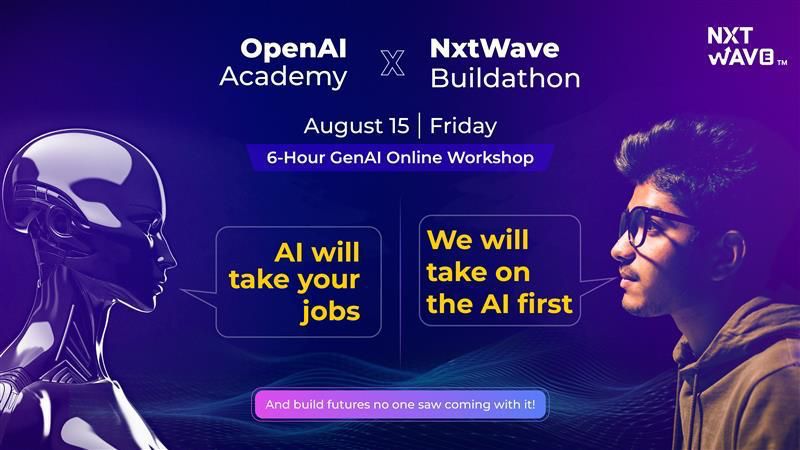 OpenAI Academy
X
NxtWave Buildathon
NXT
WAVE TM
August 15 | Friday
6-Hour GenAI Online Workshop
AI will
take your
jobs
We will
take on
the AI first
And build futures no one saw coming with it!